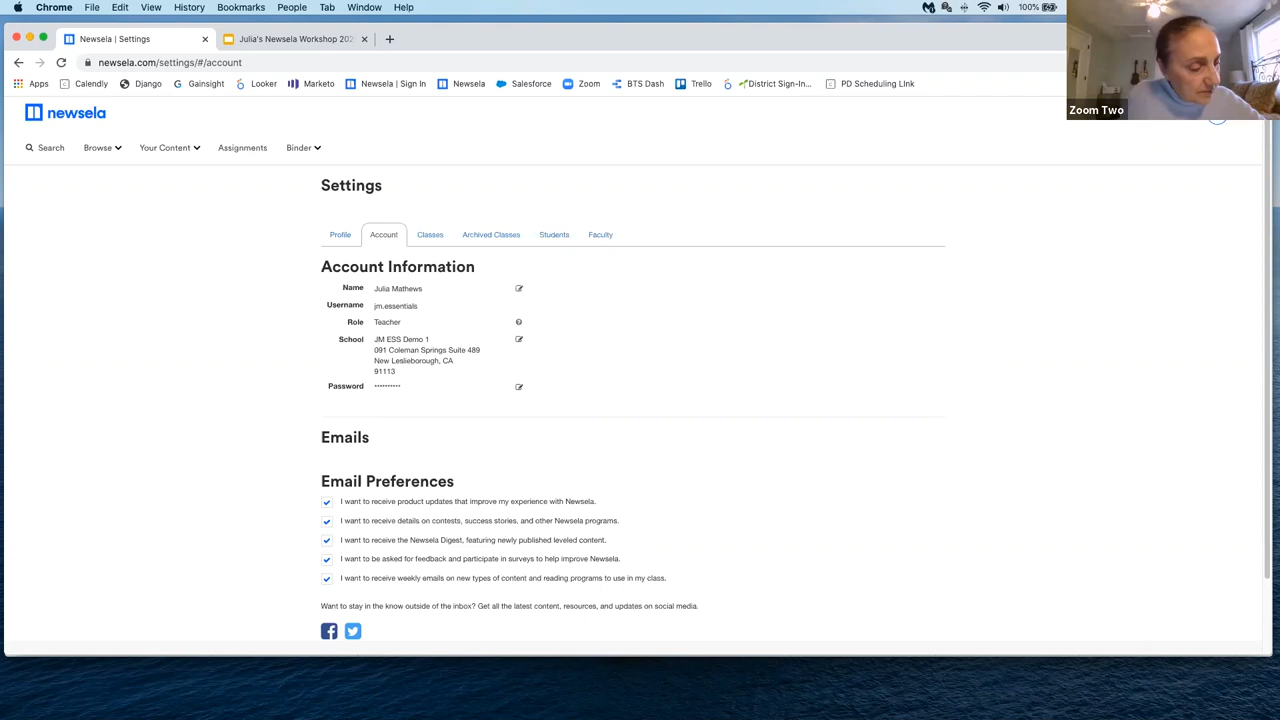 Chrome File Edit View History Bookmarks People Tab Window Help 100%
Newsela | Settings
Julia's Newsela Workshop 202
newsela.com/settings/#/account
Apps Calendly Django Gainsight Looker Marketo Newsela | Sign In Newsela Salesforce Zoom BTS Dash Trello District Sign-In... PD Scheduling LInk
Zoom Two
newsela
Search Browse Your Content Assignments Binder
Settings
Profile Account Classes Archived Classes Students Faculty
Account Information
Name Julia Mathews
Username jm.essentials
Role Teacher
School JM ESS Demo 1
091 Coleman Springs Suite 489
New Leslieborough, CA
91113
Password **********
Emails
Email Preferences
I want to receive product updates that improve my experience with Newsela.
I want to receive details on contests, success stories, and other Newsela programs.
I want to receive the Newsela Digest, featuring newly published leveled content.
I want to be asked for feedback and participate in surveys to help improve Newsela.
I want to receive weekly emails on new types of content and reading programs to use in my class.
Want to stay in the know outside of the inbox? Get all the latest content, resources, and updates on social media.